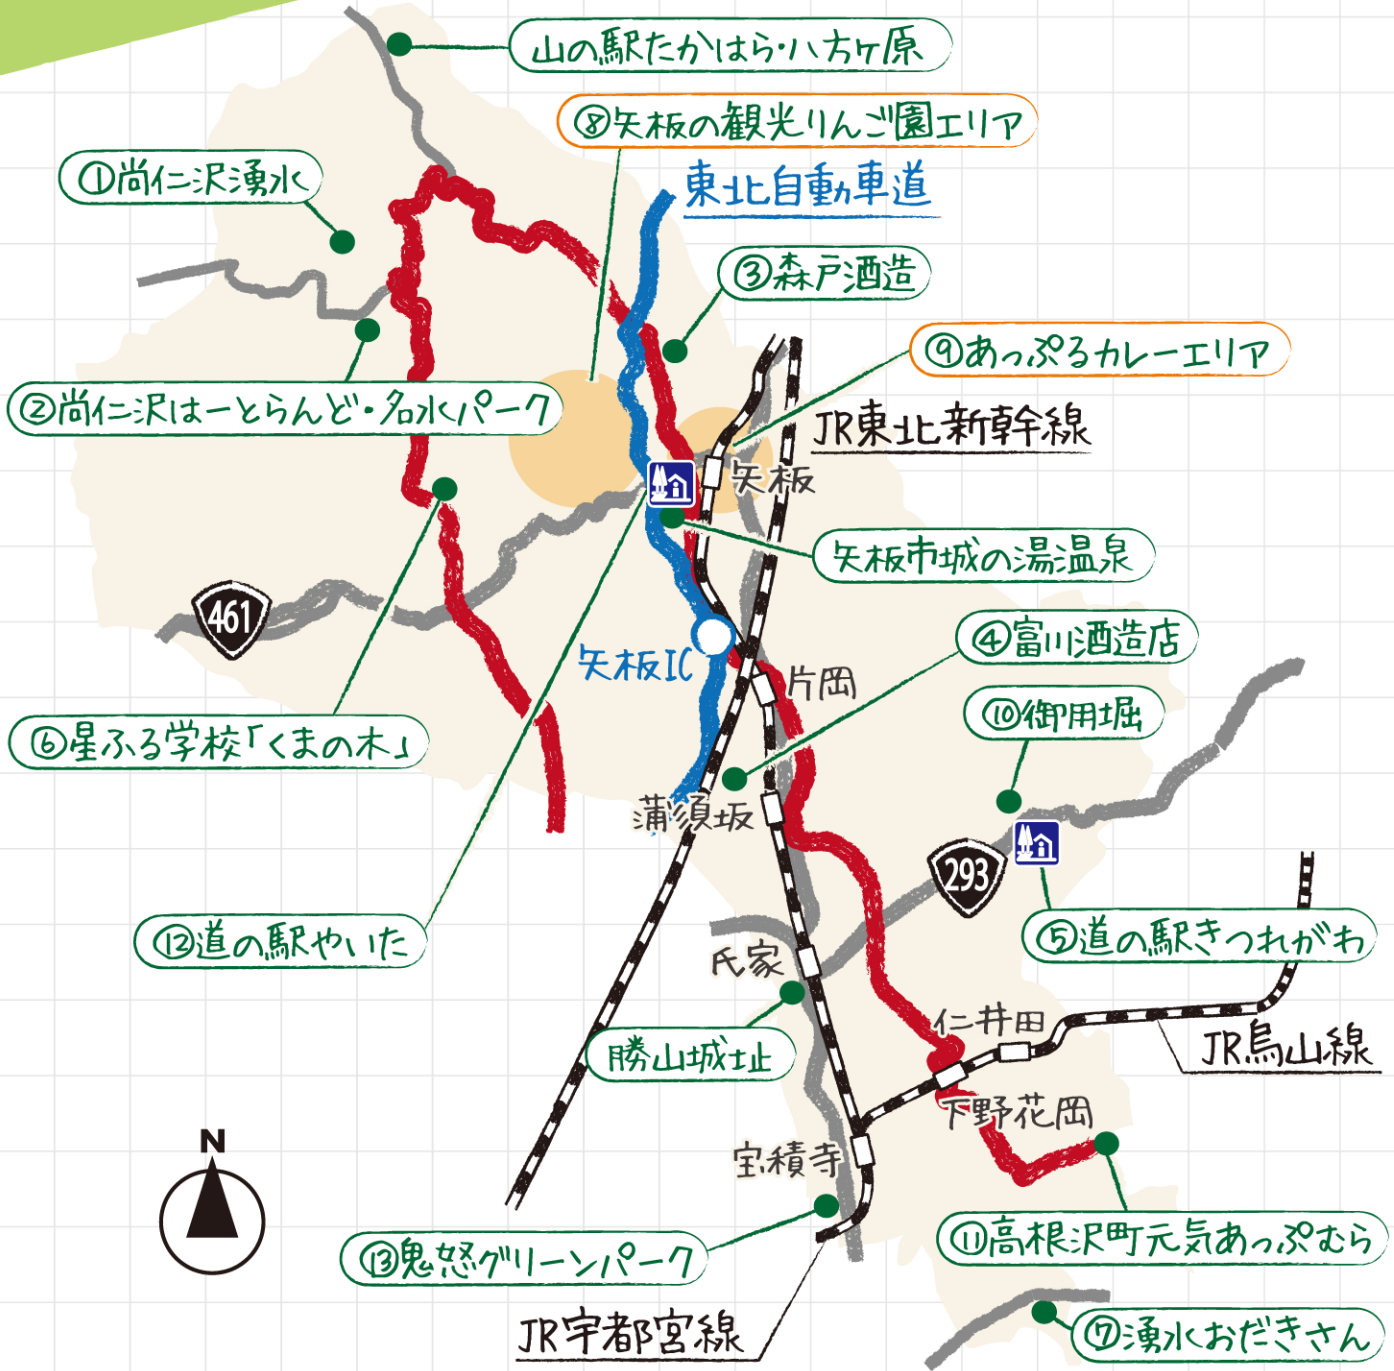 山の駅たかはら・八方ヶ原
⑧矢板の観光りんご園エリア
①尚仁沢湧水
東北自動車道
③森戸酒造
⑨あっぷるカレーエリア
②尚仁沢はーとらんど・名水パーク
JR東北新幹線
矢板
矢板市城の湯温泉
461
④富川酒造店
矢板IC
片岡
⑩御用堀
⑥星ふる学校「くまの木」
蒲須坂
293
⑫道の駅やいた
⑤道の駅きつれがわ
氏家
仁井田
勝山城址
JR烏山線
下野花岡
N
宝積寺
⑪高根沢町元気あっぷむら
⑬鬼怒グリーンパーク
JR宇都宮線
⑦湧水おだきさん